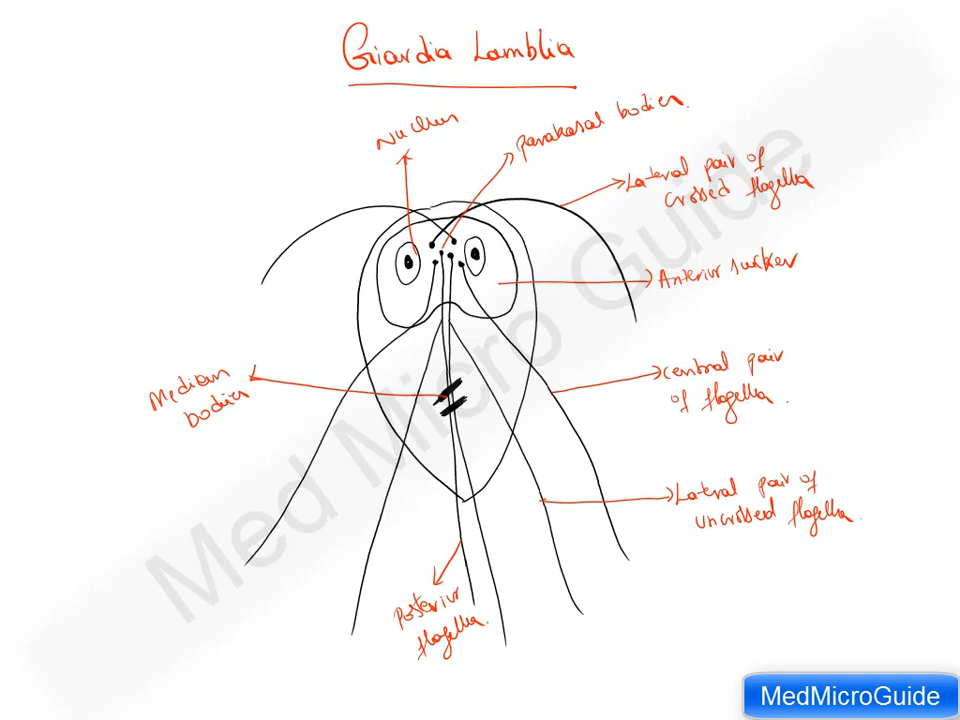 Giardia Lamblia
Nucleus
parabasal bodies.
Lateral pair of
crossed flagella
Anterior sucker
central pair
of flagella.
Median
bodies
Lateral pair of
uncrossed flagella.
Posterior
flagella.
Med Micro Guide
MedMicroGuide